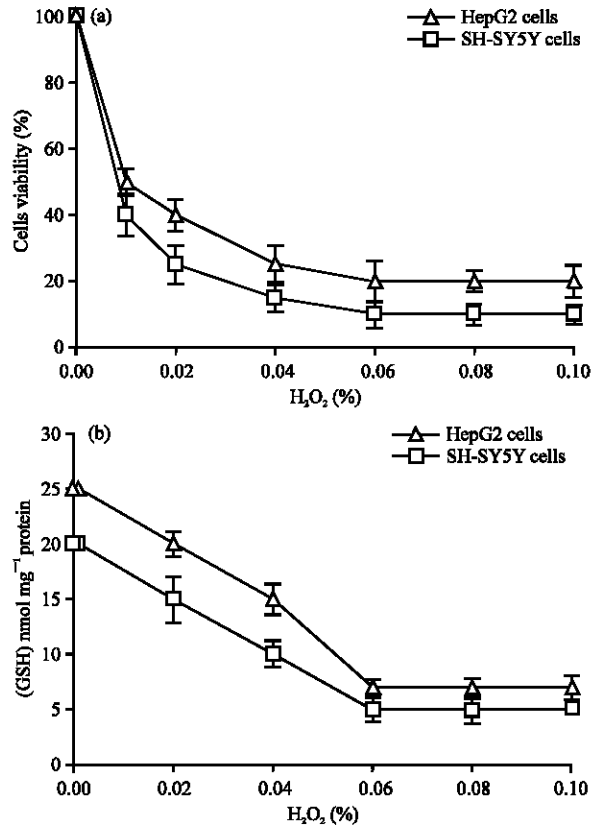 (a)
HepG2 cells
SH-SY5Y cells
Cells viability (%)
100
80
60
40
20
0
0.00 0.02 0.04 0.06 0.08 0.10
H₂O₂ (%)
(b)
HepG2 cells
SH-SY5Y cells
(GSH) nmol mg⁻¹ protein
30
25
20
15
10
5
0
0.00 0.02 0.04 0.06 0.08 0.10
H₂O₂ (%)